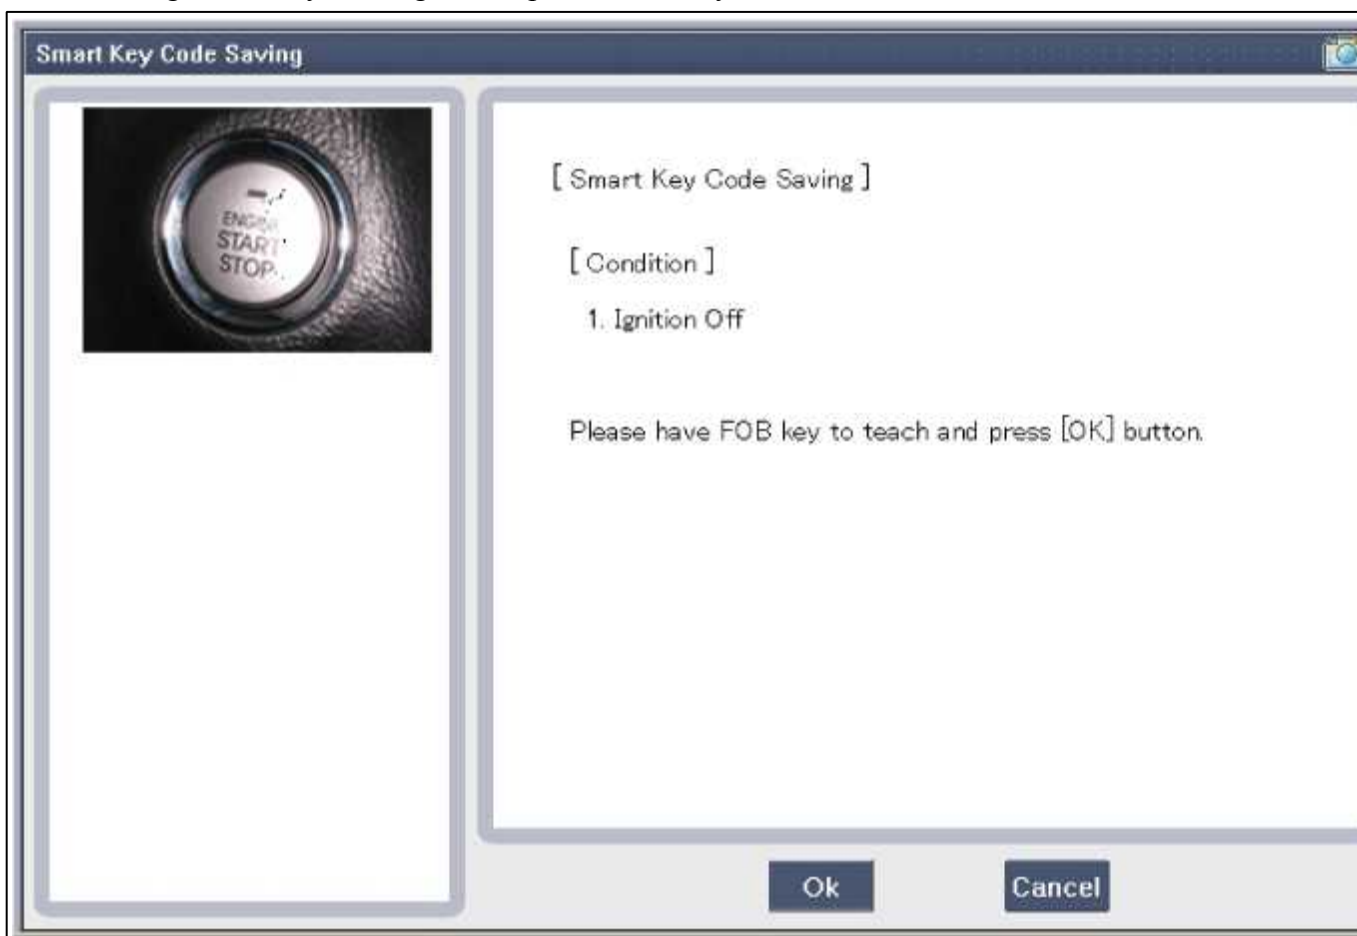 Smart Key Code Saving
ENGINE
START
STOP
[ Smart Key Code Saving ]
[ Condition ]
1. Ignition Off
Please have FOB key to teach and press [OK] button.
Ok
Cancel